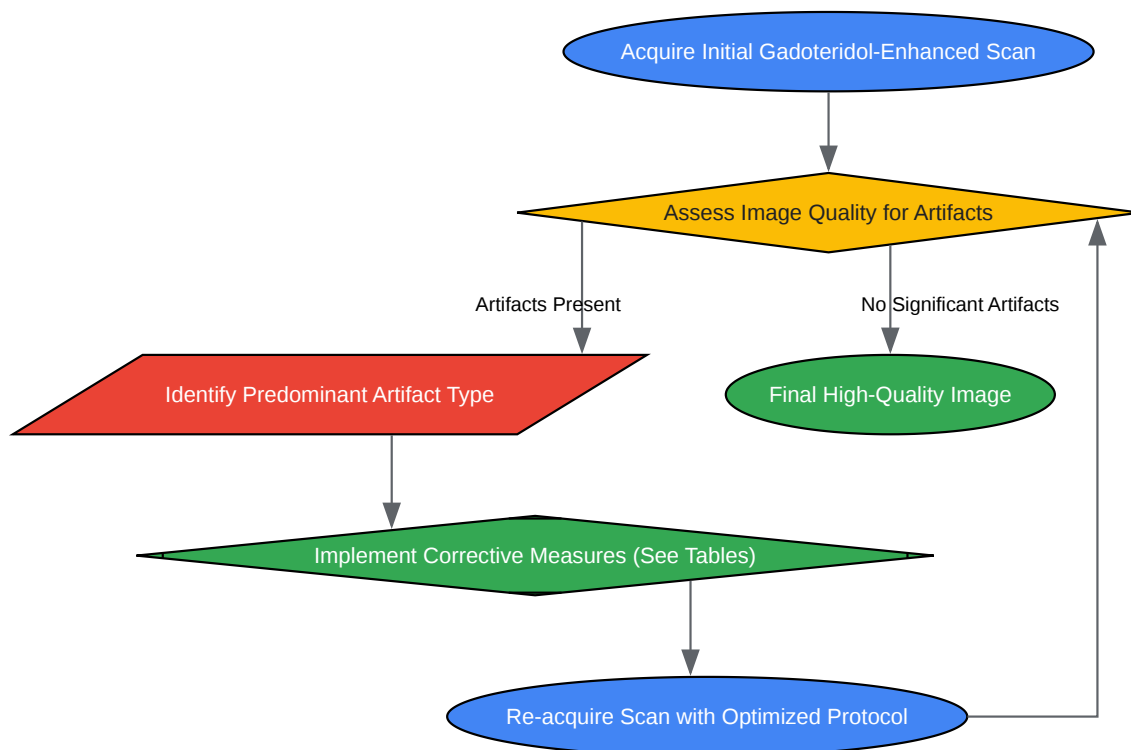 Acquire Initial Gadoteridol-Enhanced Scan
Assess Image Quality for Artifacts
Artifacts Present
No Significant Artifacts
Identify Predominant Artifact Type
Final High-Quality Image
Implement Corrective Measures (See Tables)
Re-acquire Scan with Optimized Protocol